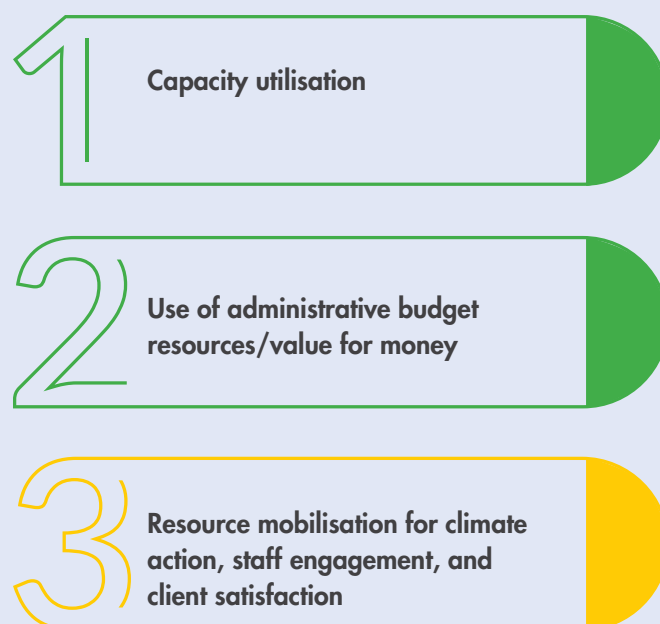 1
Capacity utilisation
2
Use of administrative budget
resources/value for money
3
Resource mobilisation for climate
action, staff engagement, and
client satisfaction